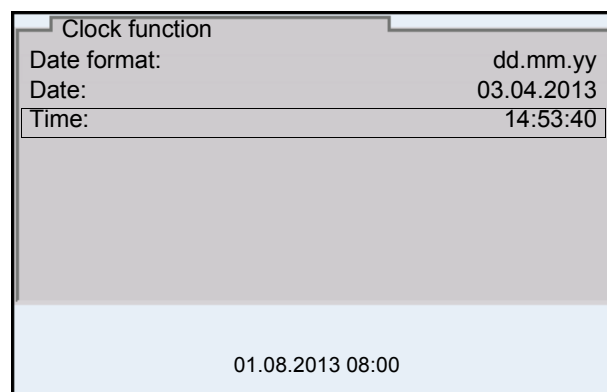 Clock function
Date format: dd.mm.yy
Date: 03.04.2013
Time: 14:53:40
01.08.2013 08:00